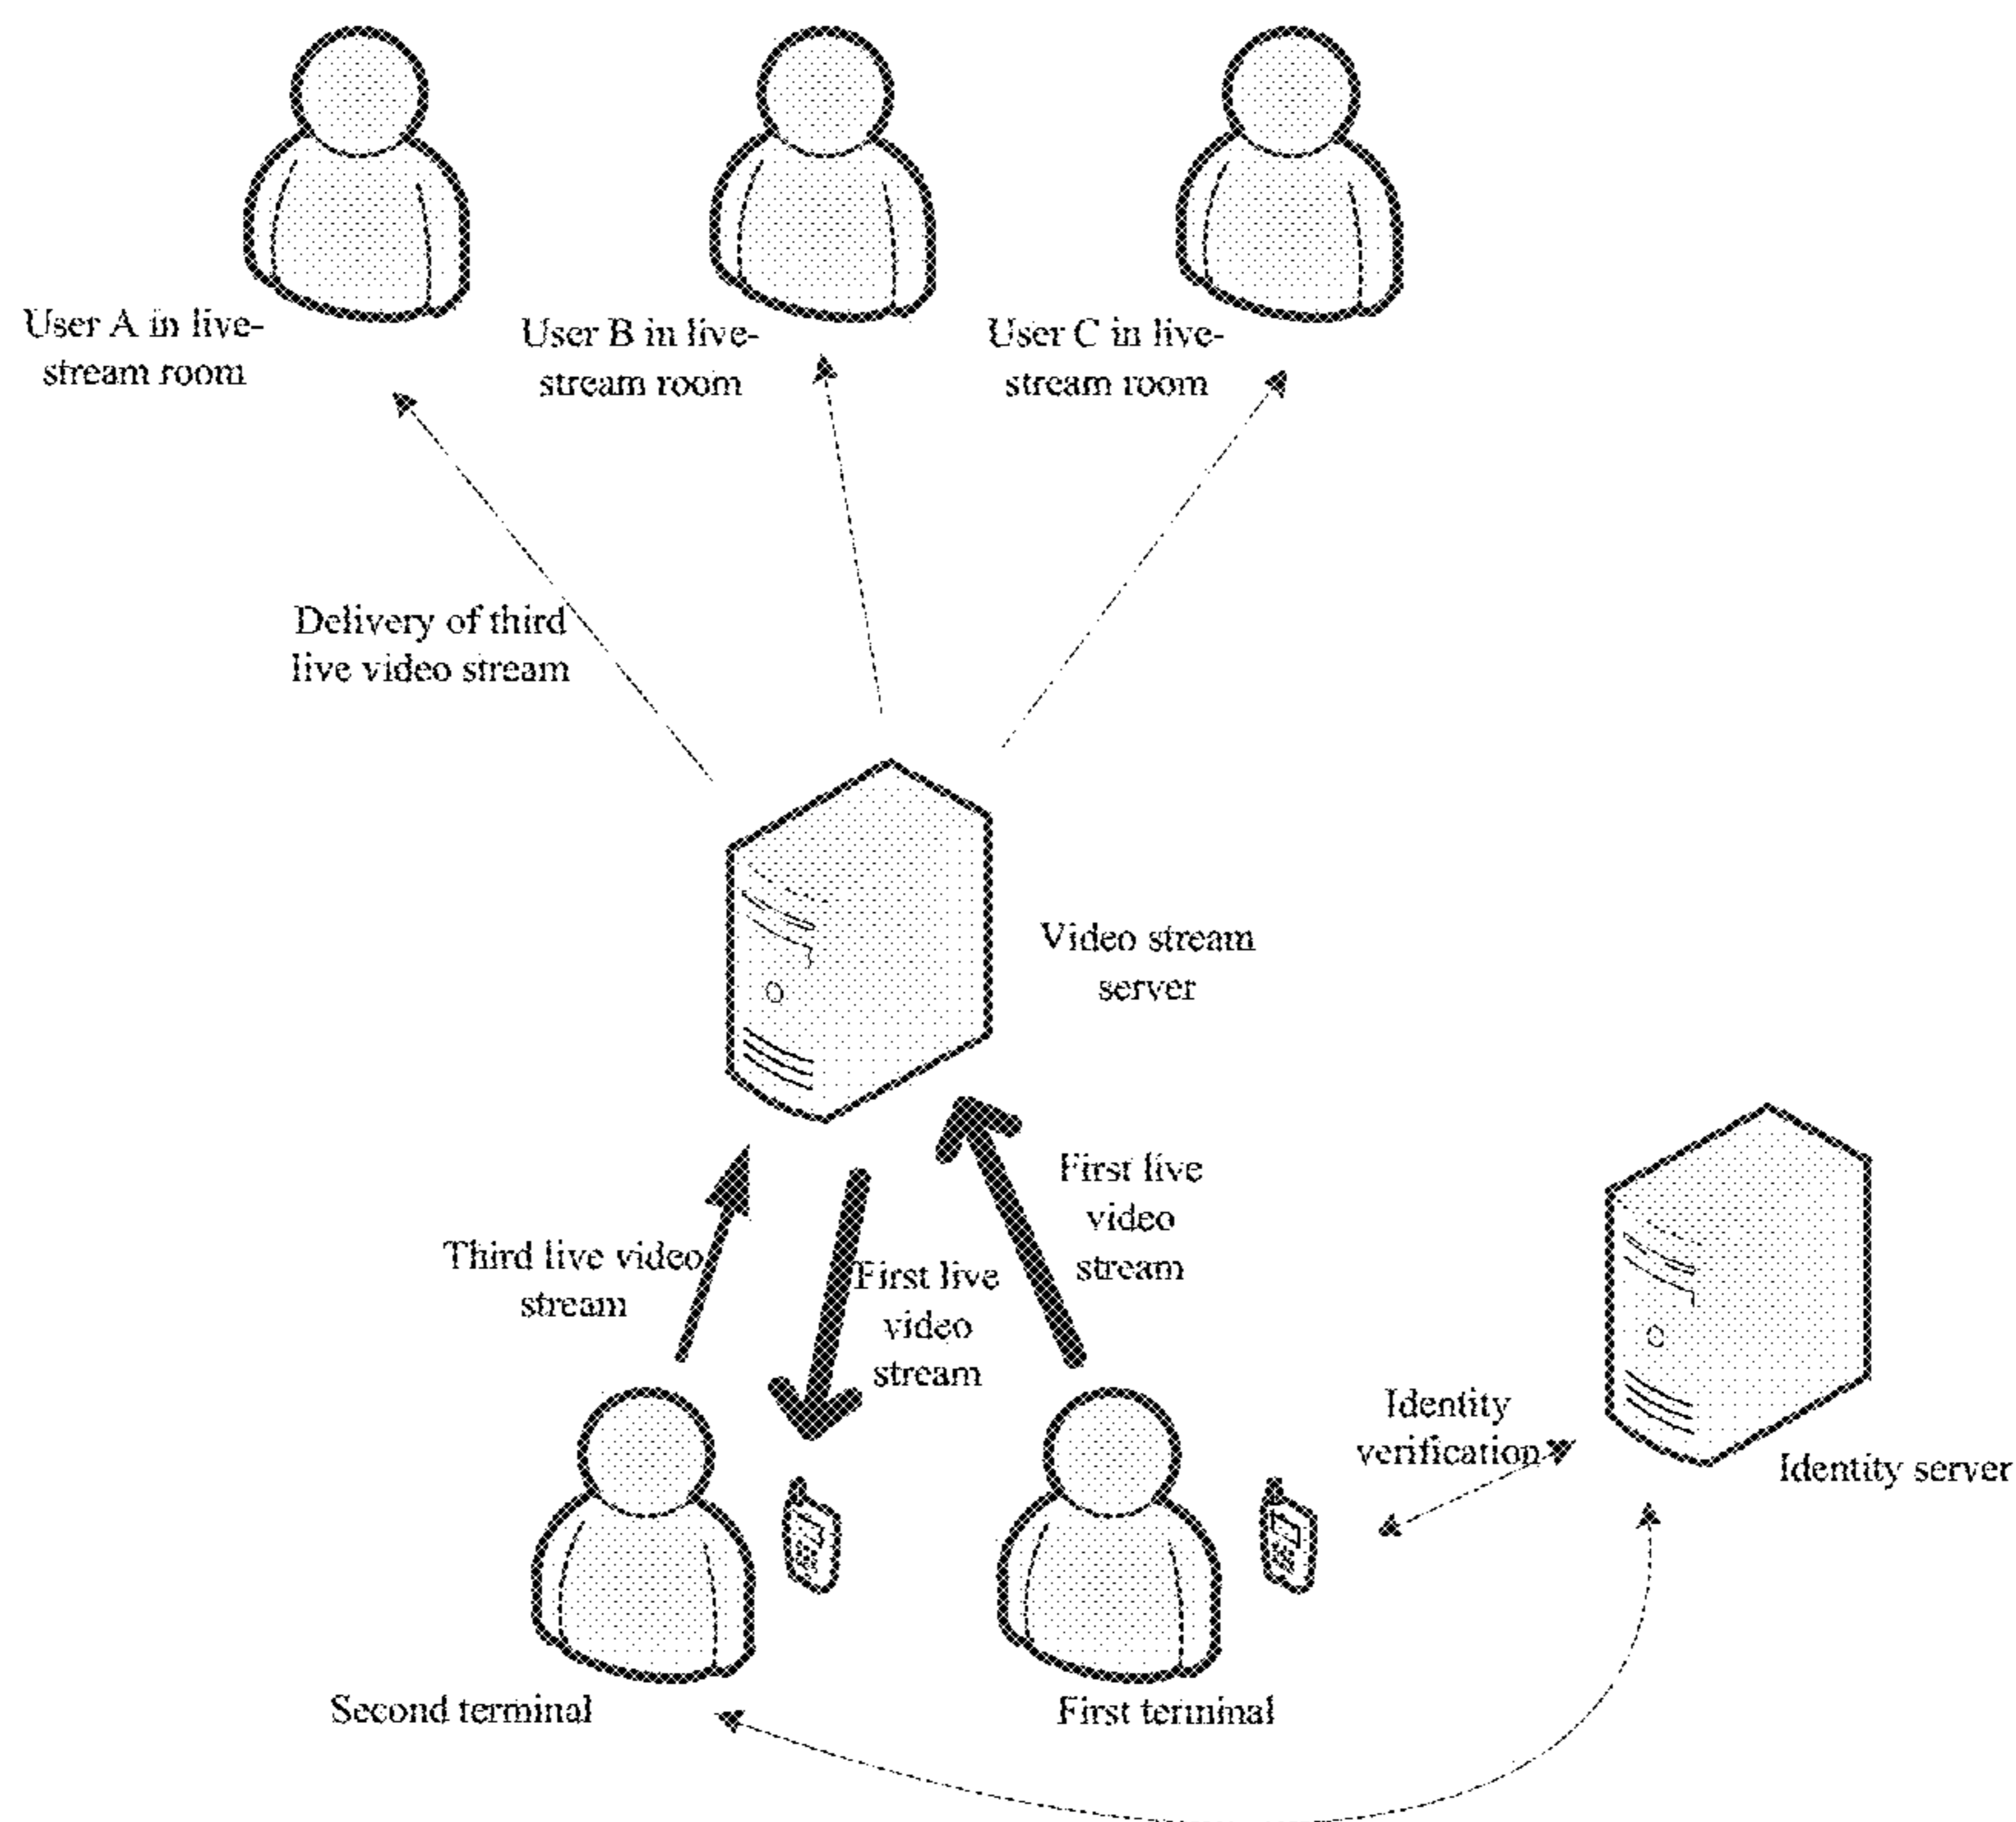 User A in live-
stream room
User B in live-
stream room
User C in live-
stream room
Delivery of third
live video stream
Video stream
server
First live
video
stream
Third live video
stream
First live
video
stream
Identity
verification
Identity server
Second terminal
First terminal